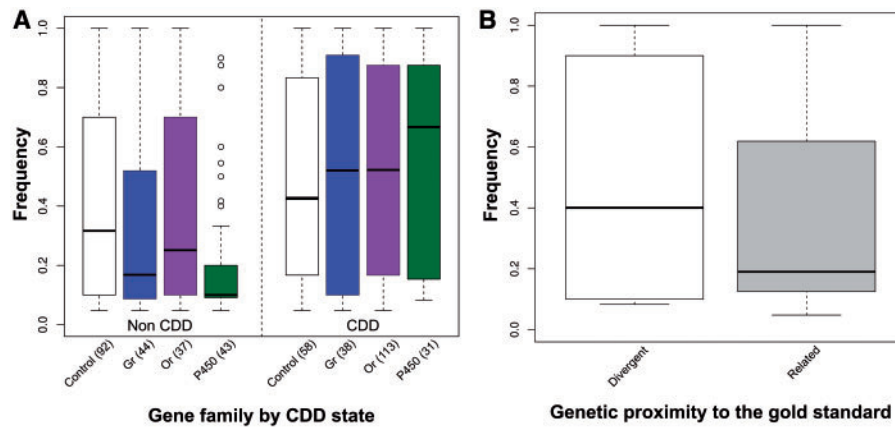 A
Frequency
1.0
0.8
0.6
0.4
0.2
0.0
Non CDD
CDD
Control (92)
Gr (44)
Or (37)
P450 (43)
Control (58)
Gr (38)
Or (113)
P450 (31)
Gene family by CDD state
B
Frequency
1.0
0.8
0.6
0.4
0.2
0.0
Divergent
Related
Genetic proximity to the gold standard